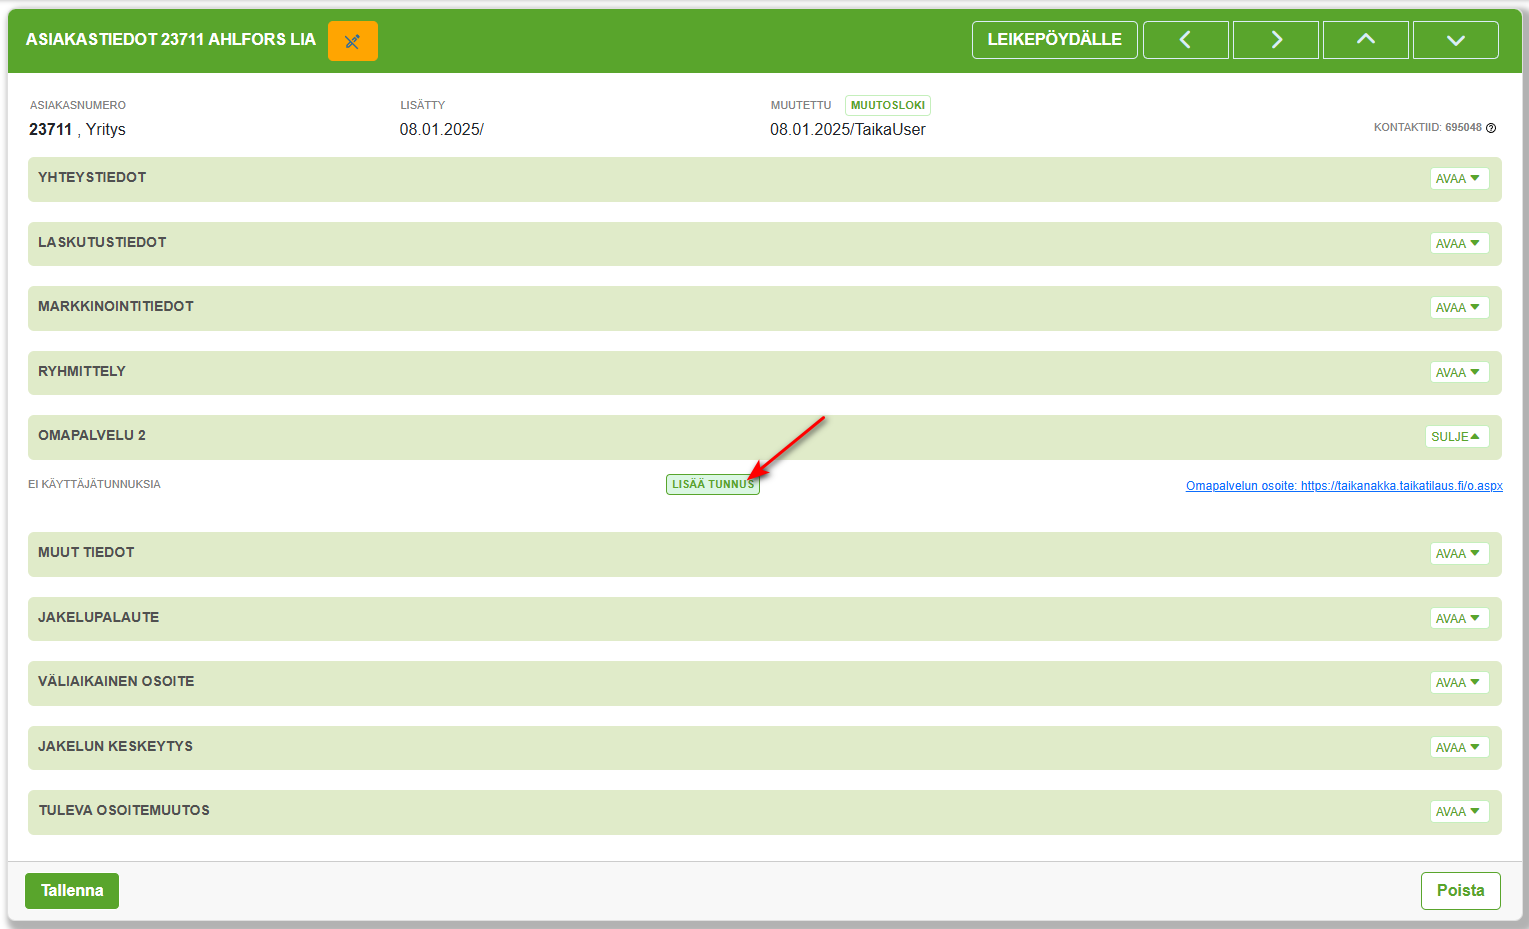 ASIAKASTIEDOT 23711 AHLFORS LIA LEIKEPÖYDÄLLE
ASIAKASNUMERO LISÄTTY MUUTETTU MUUTOSLOKI
23711 , Yritys 08.01.2025/ 08.01.2025/TaikaUser KONTAKTIID: 695048
YHTEYSTIEDOT AVAA
LASKUTUSTIEDOT AVAA
MARKKINOINTITIEDOT AVAA
RYHMITTELY AVAA
OMAPALVELU 2 SULJE
EI KÄYTTÄJÄTUNNUKSIA LISÄÄ TUNNUS Omapalvelun osoite: https://taikanakka.taikatilaus.fi/o.aspx
MUUT TIEDOT AVAA
JAKELUPALAUTE AVAA
VÄLIAIKAINEN OSOITE AVAA
JAKELUN KESKEYTYS AVAA
TULEVA OSOITEMUUTOS AVAA
Tallenna Poista